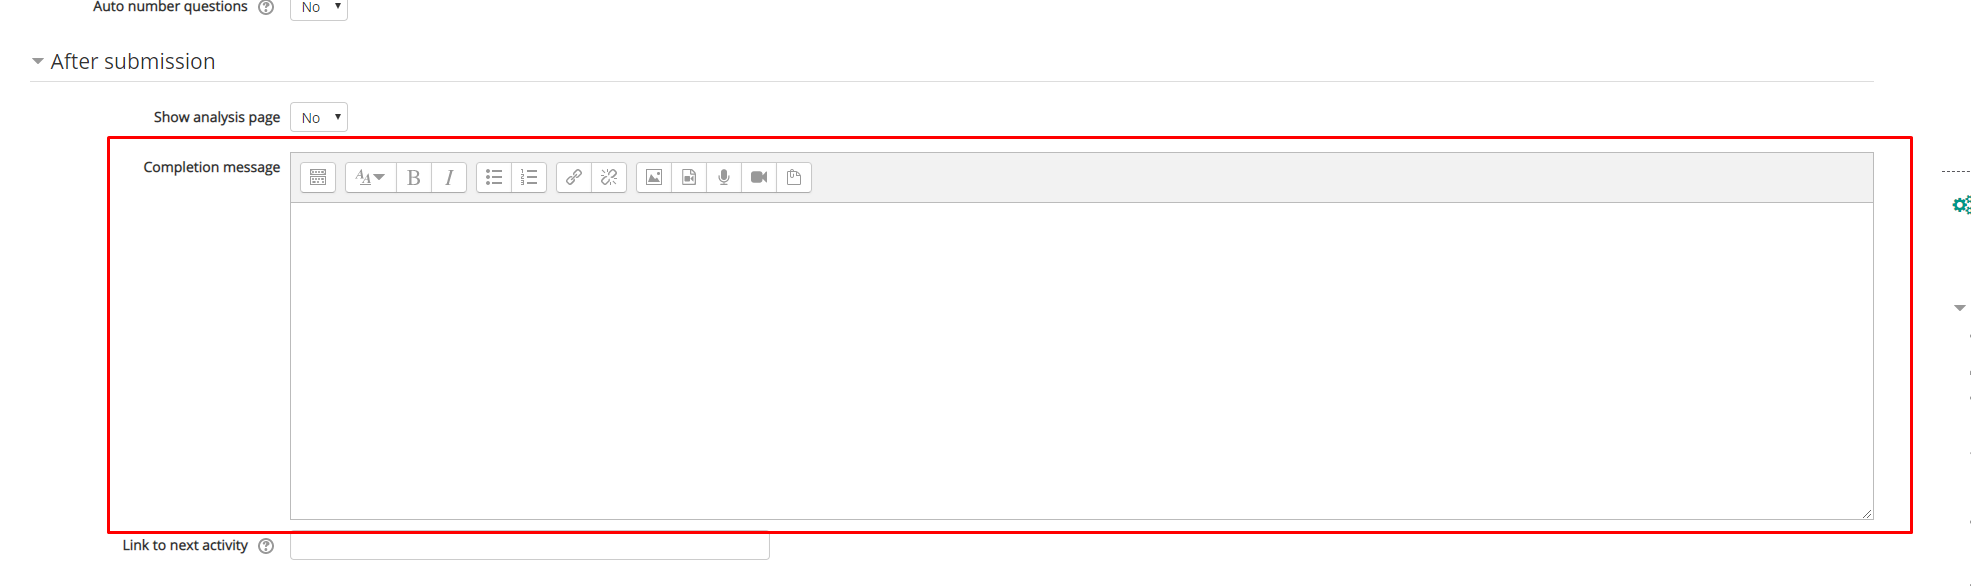 Auto number questions No
After submission
Show analysis page No
Completion message
B I
Link to next activity